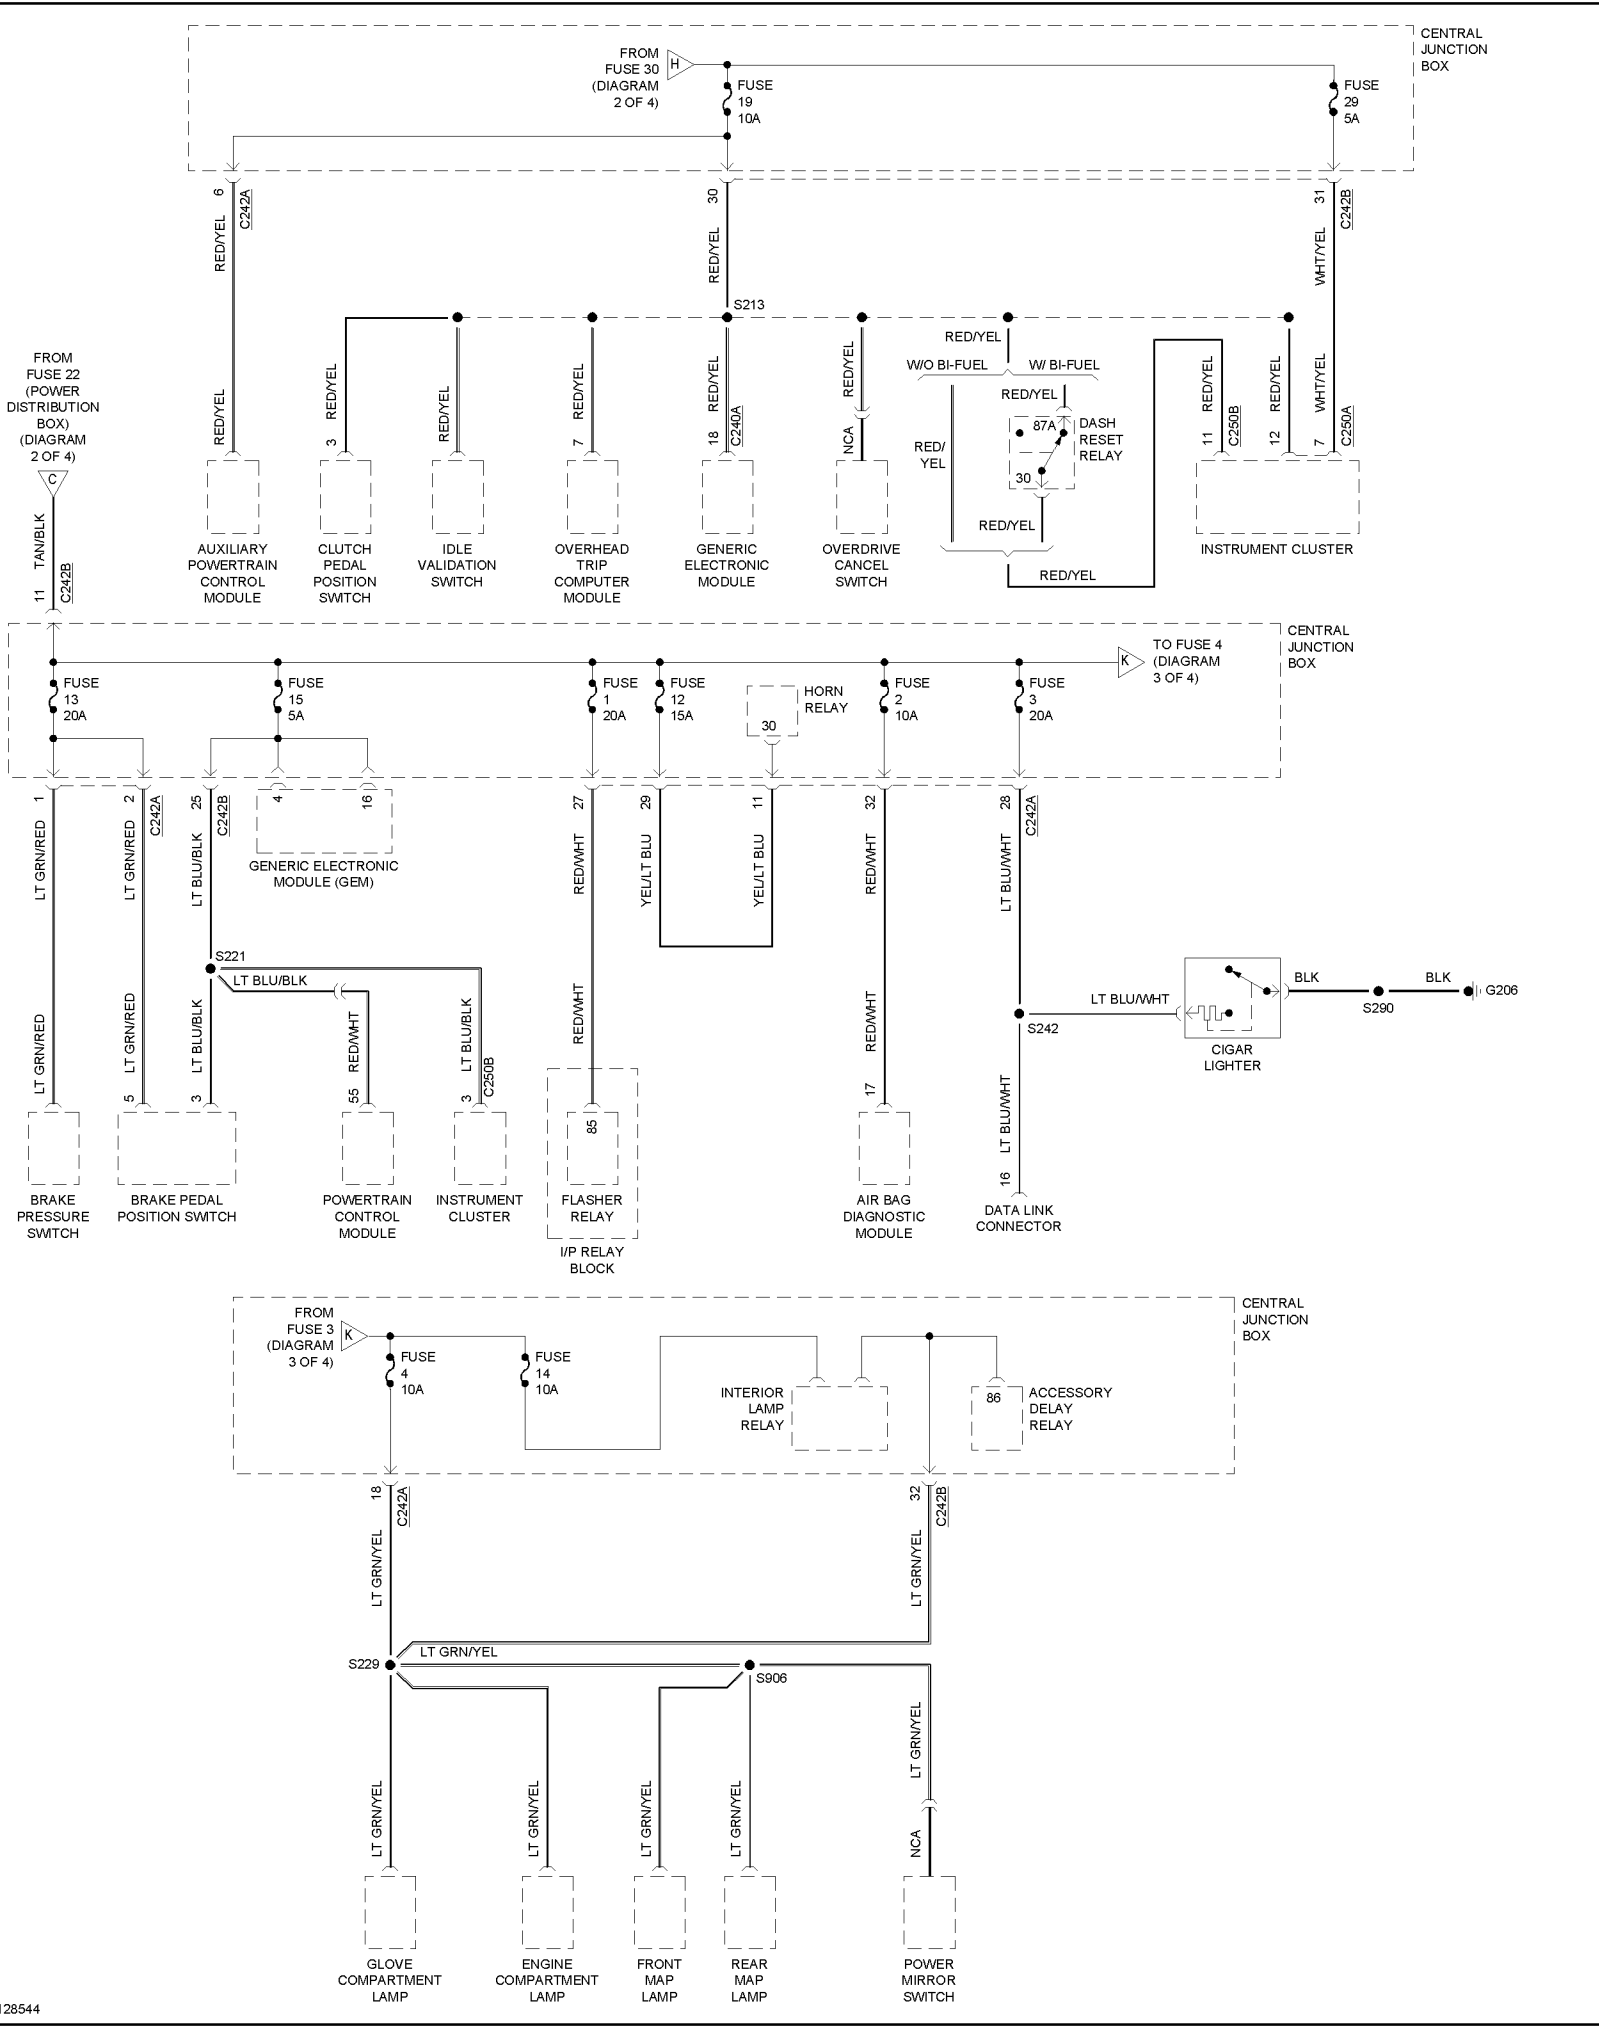 CENTRAL
JUNCTION
BOX
FROM
FUSE 30
(DIAGRAM
2 OF 4)
H
FUSE
19
10A
FUSE
29
5A
6
C242A
RED/YEL
30
RED/YEL
31
C242B
WHT/YEL
S213
FROM
FUSE 22
(POWER
DISTRIBUTION
BOX)
(DIAGRAM
2 OF 4)
C
TAN/BLK
11
C242B
RED/YEL
3
RED/YEL
RED/YEL
7
RED/YEL
18
RED/YEL
C240A
RED/YEL
NCA
RED/YEL
W/O BI-FUEL
W/ BI-FUEL
RED/YEL
RED/
YEL
87A
30
DASH
RESET
RELAY
RED/YEL
RED/YEL
11
RED/YEL
C250B
12
RED/YEL
7
WHT/YEL
C250A
AUXILIARY
POWERTRAIN
CONTROL
MODULE
CLUTCH
PEDAL
POSITION
SWITCH
IDLE
VALIDATION
SWITCH
OVERHEAD
TRIP
COMPUTER
MODULE
GENERIC
ELECTRONIC
MODULE
OVERDRIVE
CANCEL
SWITCH
INSTRUMENT CLUSTER
CENTRAL
JUNCTION
BOX
K
TO FUSE 4
(DIAGRAM
3 OF 4)
FUSE
13
20A
FUSE
15
5A
FUSE
1
20A
FUSE
12
15A
HORN
RELAY
30
FUSE
2
10A
FUSE
3
20A
1
LT GRN/RED
2
C242A
LT GRN/RED
25
C242B
LT BLU/BLK
4
16
GENERIC ELECTRONIC
MODULE (GEM)
27
RED/WHT
29
YEL/LT BLU
11
YEL/LT BLU
32
RED/WHT
28
C242A
LT BLU/WHT
S221
LT BLU/BLK
LT GRN/RED
5
LT GRN/RED
3
LT BLU/BLK
55
RED/WHT
3
LT BLU/BLK
C250B
RED/WHT
85
17
RED/WHT
LT BLU/WHT
S242
BLK
S290
BLK
G206
CIGAR
LIGHTER
LT BLU/WHT
16
BRAKE
PRESSURE
SWITCH
BRAKE PEDAL
POSITION SWITCH
POWERTRAIN
CONTROL
MODULE
INSTRUMENT
CLUSTER
FLASHER
RELAY
I/P RELAY
BLOCK
AIR BAG
DIAGNOSTIC
MODULE
DATA LINK
CONNECTOR
CENTRAL
JUNCTION
BOX
FROM
FUSE 3
(DIAGRAM
3 OF 4)
K
FUSE
4
10A
FUSE
14
10A
INTERIOR
LAMP
RELAY
86
ACCESSORY
DELAY
RELAY
18
C242A
LT GRN/YEL
32
C242B
LT GRN/YEL
LT GRN/YEL
S229
S906
LT GRN/YEL
LT GRN/YEL
LT GRN/YEL
LT GRN/YEL
LT GRN/YEL
NCA
GLOVE
COMPARTMENT
LAMP
ENGINE
COMPARTMENT
LAMP
FRONT
MAP
LAMP
REAR
MAP
LAMP
POWER
MIRROR
SWITCH
128544